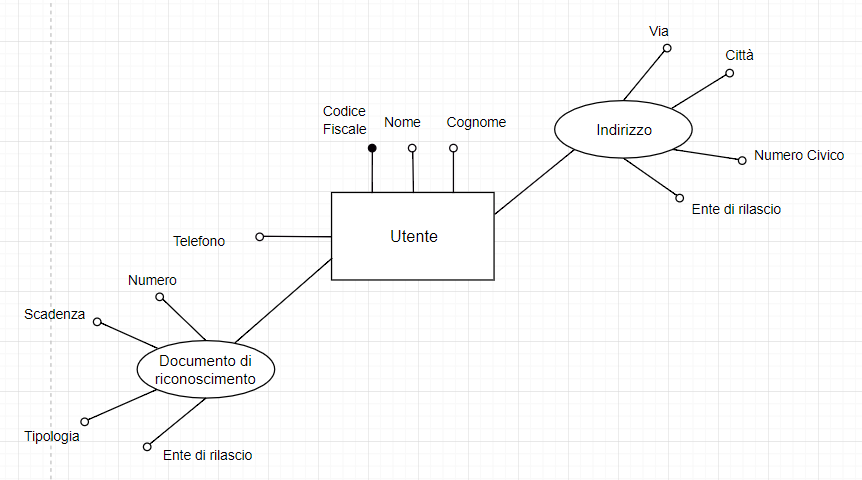 Via
Città
Codice
Fiscale
Nome
Cognome
Indirizzo
Numero Civico
Ente di rilascio
Utente
Telefono
Numero
Scadenza
Documento di
riconoscimento
Tipologia
Ente di rilascio